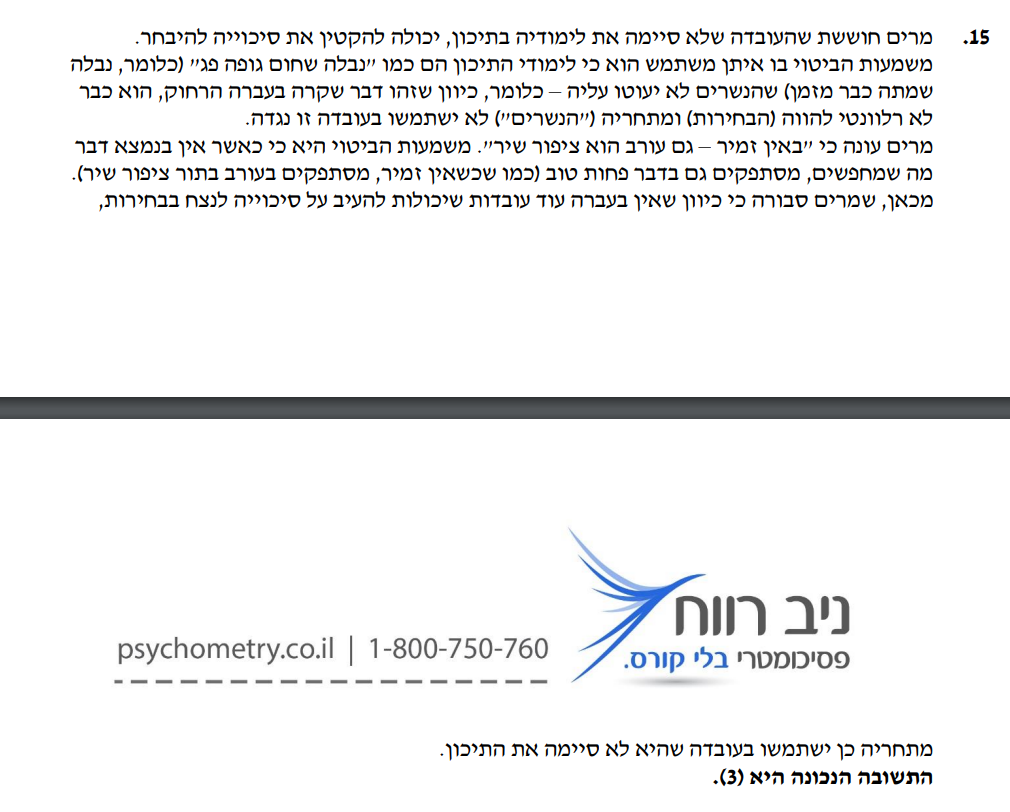 15. מרים חוששת שהעובדה שלא סיימה את לימודיה בתיכון, יכולה להקטין את סיכוייה להיבחר.
משמעות הביטוי בו איתן משתמש הוא כי לימודי התיכון הם כמו "נבלה שחום גופה פג" (כלומר, נבלה
שמתה כבר מזמן) שהנשרים לא יעוטו עליה – כלומר, כיוון שזהו דבר שקרה בעברה הרחוק, הוא כבר
לא רלוונטי להווה (הבחירות) ומתחריה ("הנשרים") לא ישתמשו בעובדה זו נגדה.
מרים עונה כי "באין זמיר – גם עורב הוא ציפור שיר". משמעות הביטוי היא כי כאשר אין בנמצא דבר
מה שמחפשים, מסתפקים גם בדבר פחות טוב (כמו שכשאין זמיר, מסתפקים בעורב בתור ציפור שיר).
מכאן, שמרים סבורה כי כיוון שאין בעברה עוד עובדות שיכולות להעיב על סיכוייה לנצח בבחירות,
ניב רווח
פסיכומטרי בלי קורס.
psychometry.co.il | 1-800-750-760
מתחריה כן ישתמשו בעובדה שהיא לא סיימה את התיכון.
התשובה הנכונה היא (3).